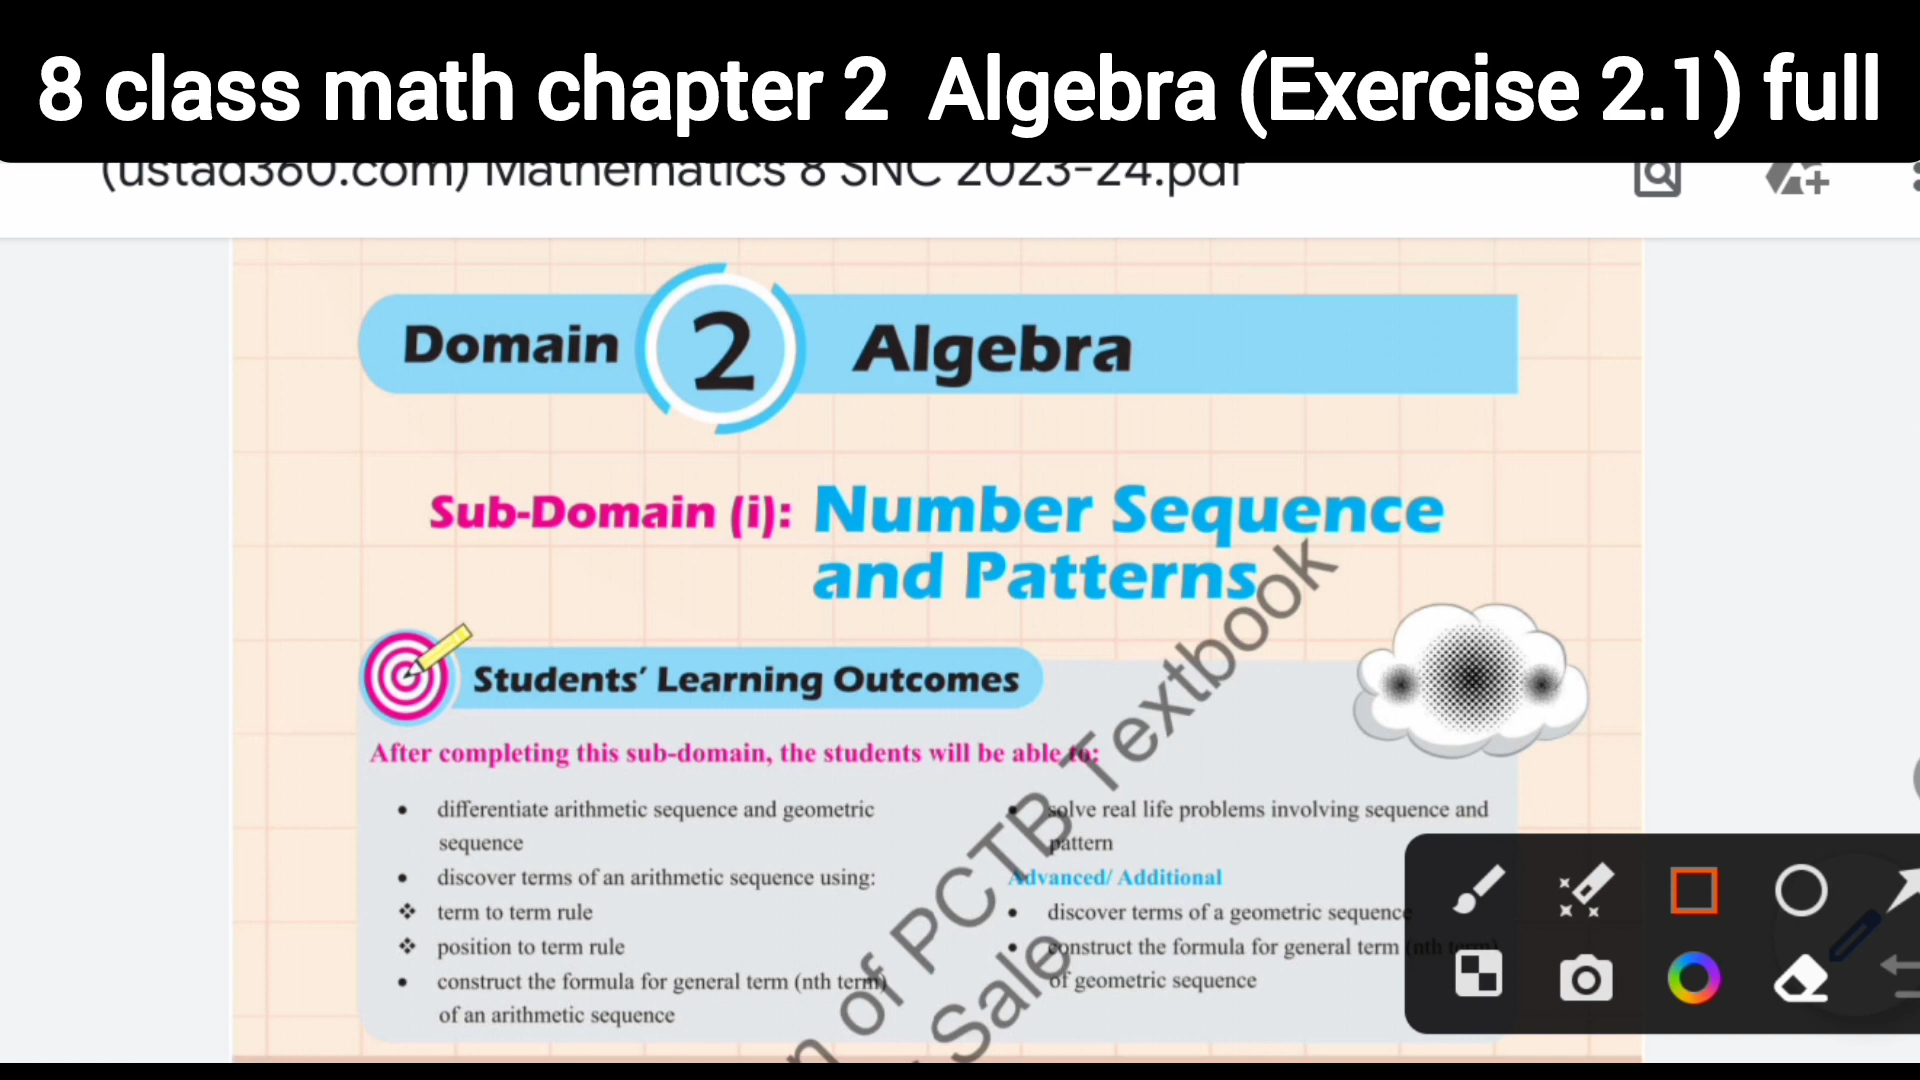 8 class math chapter 2 Algebra (Exercise 2.1) full
(ustad360.com) Mathematics 8 SNC 2023-24.pdf
Domain 2 Algebra
Sub-Domain (i): Number Sequence
and Patterns
Students' Learning Outcomes
After completing this sub-domain, the students will be able to:
• differentiate arithmetic sequence and geometric
sequence
• discover terms of an arithmetic sequence using:
❖ term to term rule
❖ position to term rule
• construct the formula for general term (nth term)
of an arithmetic sequence
• solve real life problems involving sequence and
pattern
Advanced/ Additional
• discover terms of a geometric sequence
• construct the formula for general term (nth term)
of geometric sequence
of PCTB Textbook
Sale